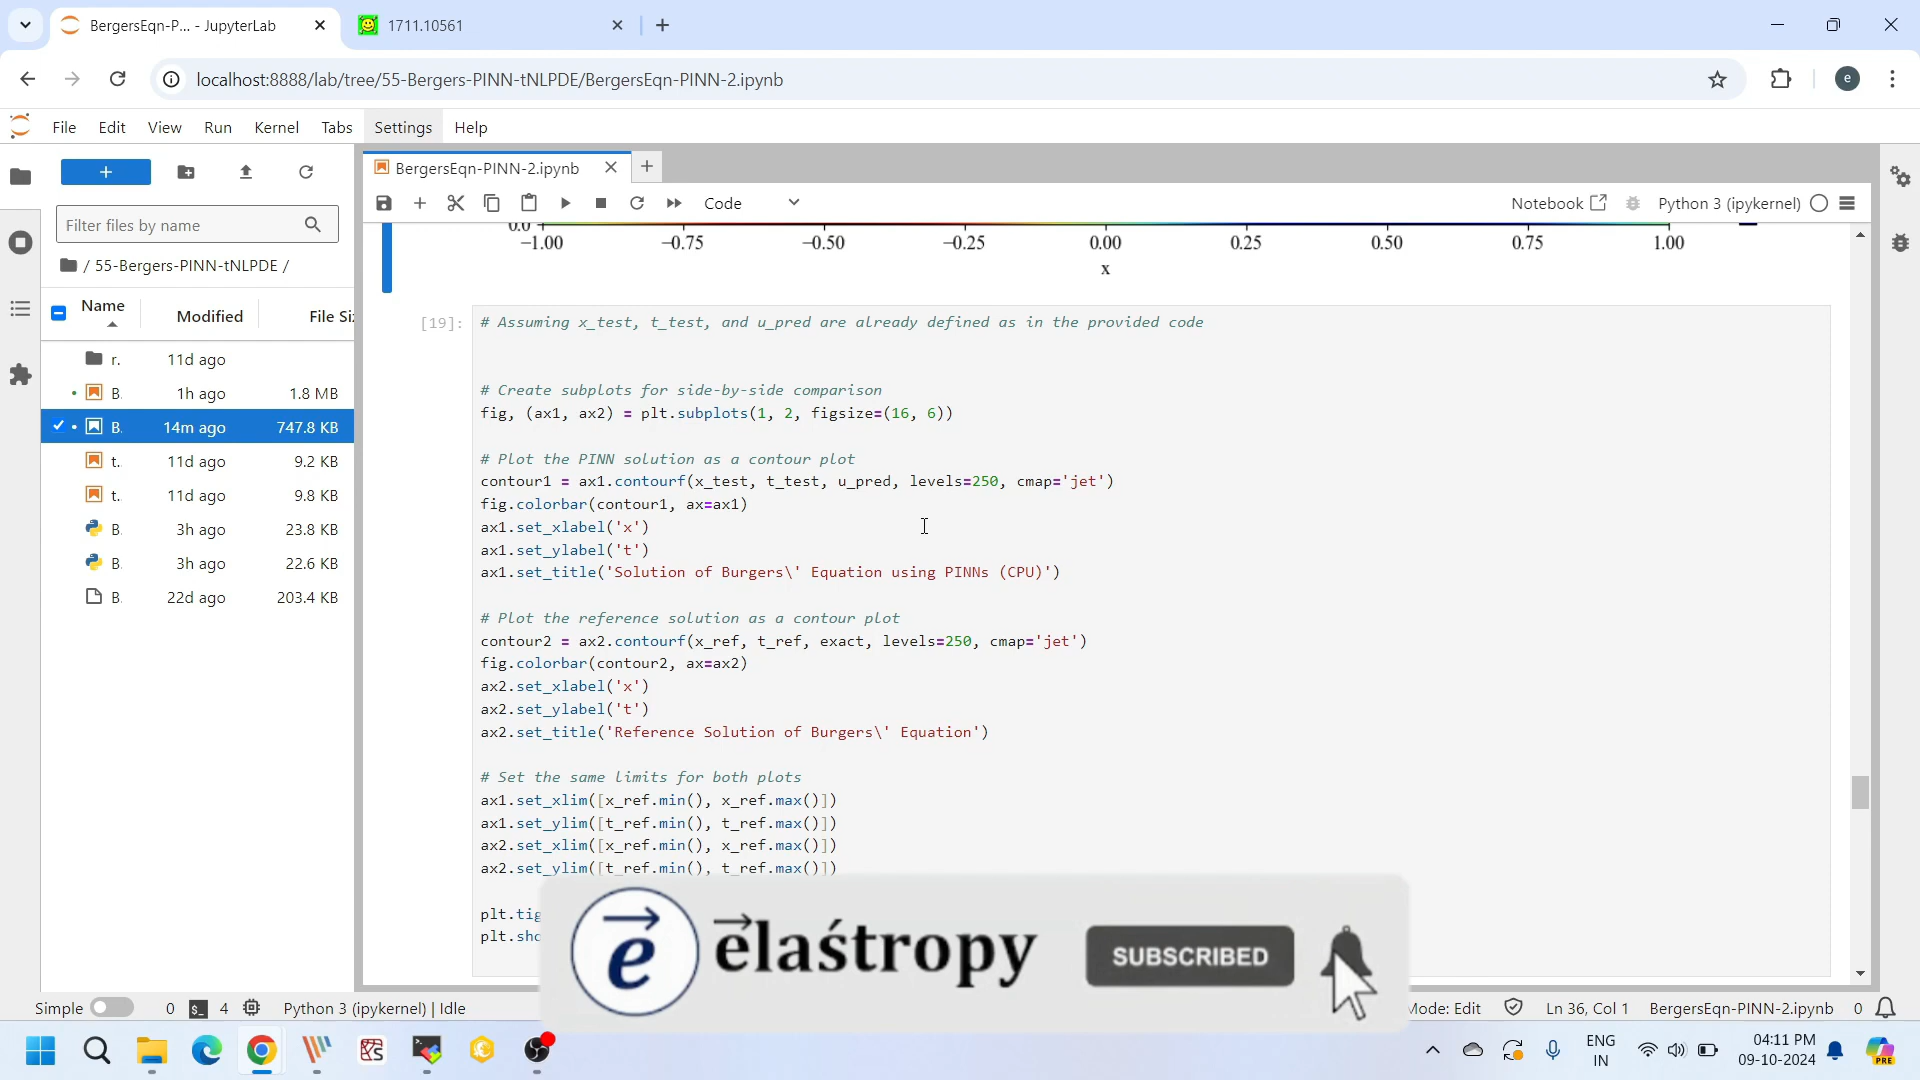 BergersEqn-P... - JupyterLab
1711.10561
localhost:8888/lab/tree/55-Bergers-PINN-tNLPDE/BergersEqn-PINN-2.ipynb
e
File Edit View Run Kernel Tabs Settings Help
BergersEqn-PINN-2.ipynb
Filter files by name
Code
Notebook
Python 3 (ipykernel)
/ 55-Bergers-PINN-tNLPDE /
Name Modified File Si
r. 11d ago
B. 1h ago 1.8 MB
B. 14m ago 747.8 KB
t. 11d ago 9.2 KB
t. 11d ago 9.8 KB
B 3h ago 23.8 KB
B 3h ago 22.6 KB
B 22d ago 203.4 KB
0.0
−1.00 −0.75 −0.50 −0.25 0.00 0.25 0.50 0.75 1.00
x
[19]: # Assuming x_test, t_test, and u_pred are already defined as in the provided code
# Create subplots for side-by-side comparison
fig, (ax1, ax2) = plt.subplots(1, 2, figsize=(16, 6))
# Plot the PINN solution as a contour plot
contour1 = ax1.contourf(x_test, t_test, u_pred, levels=250, cmap='jet')
fig.colorbar(contour1, ax=ax1)
ax1.set_xlabel('x')
ax1.set_ylabel('t')
ax1.set_title('Solution of Burgers\' Equation using PINNs (CPU)')
# Plot the reference solution as a contour plot
contour2 = ax2.contourf(x_ref, t_ref, exact, levels=250, cmap='jet')
fig.colorbar(contour2, ax=ax2)
ax2.set_xlabel('x')
ax2.set_ylabel('t')
ax2.set_title('Reference Solution of Burgers\' Equation')
# Set the same limits for both plots
ax1.set_xlim([x_ref.min(), x_ref.max()])
ax1.set_ylim([t_ref.min(), t_ref.max()])
ax2.set_xlim([x_ref.min(), x_ref.max()])
ax2.set_ylim([t_ref.min(), t_ref.max()])
plt.tig
plt.sho
e
elaśtropy
SUBSCRIBED
Simple 0 4 Python 3 (ipykernel) | Idle
Mode: Edit Ln 36, Col 1 BergersEqn-PINN-2.ipynb 0
ENG
IN
04:11 PM
09-10-2024
PRE